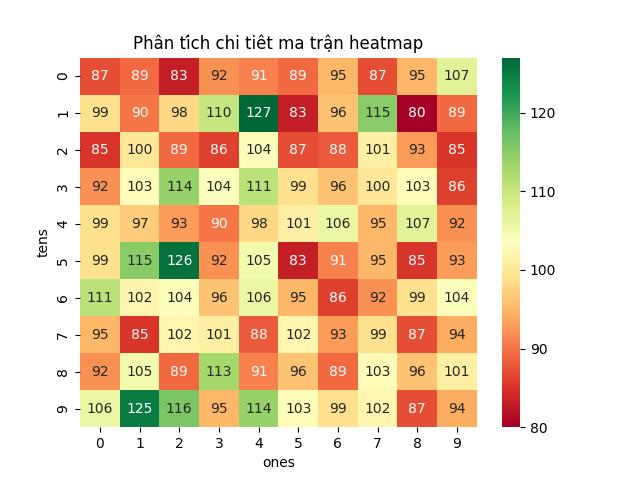 Phân tích chi tiêt ma trận heatmap
0 87 89 83 92 91 89 95 87 95 107
1 99 90 98 110 127 83 96 115 80 89
2 85 100 89 86 104 87 88 101 93 85
3 92 103 114 104 111 99 96 100 103 86
4 99 97 93 90 98 101 106 95 107 92
5 99 115 126 92 105 83 91 95 85 93
6 111 102 104 96 106 95 86 92 99 104
7 95 85 102 101 88 102 93 99 87 94
8 92 105 89 113 91 96 89 103 96 101
9 106 125 116 95 114 103 99 102 87 94
0 1 2 3 4 5 6 7 8 9
ones
tens
120
110
100
90
80